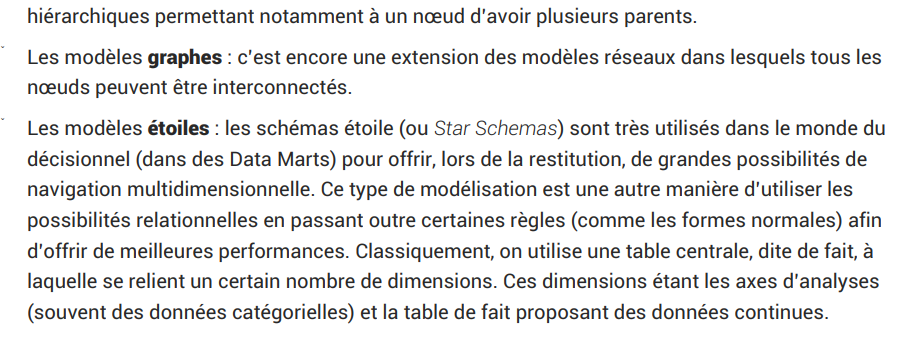 hiérarchiques permettant notamment à un nœud d'avoir plusieurs parents.
Les modèles graphes : c'est encore une extension des modèles réseaux dans lesquels tous les
nœuds peuvent être interconnectés.
Les modèles étoiles : les schémas étoile (ou Star Schemas) sont très utilisés dans le monde du
décisionnel (dans des Data Marts) pour offrir, lors de la restitution, de grandes possibilités de
navigation multidimensionnelle. Ce type de modélisation est une autre manière d'utiliser les
possibilités relationnelles en passant outre certaines règles (comme les formes normales) afin
d'offrir de meilleures performances. Classiquement, on utilise une table centrale, dite de fait, à
laquelle se relient un certain nombre de dimensions. Ces dimensions étant les axes d'analyses
(souvent des données catégorielles) et la table de fait proposant des données continues.